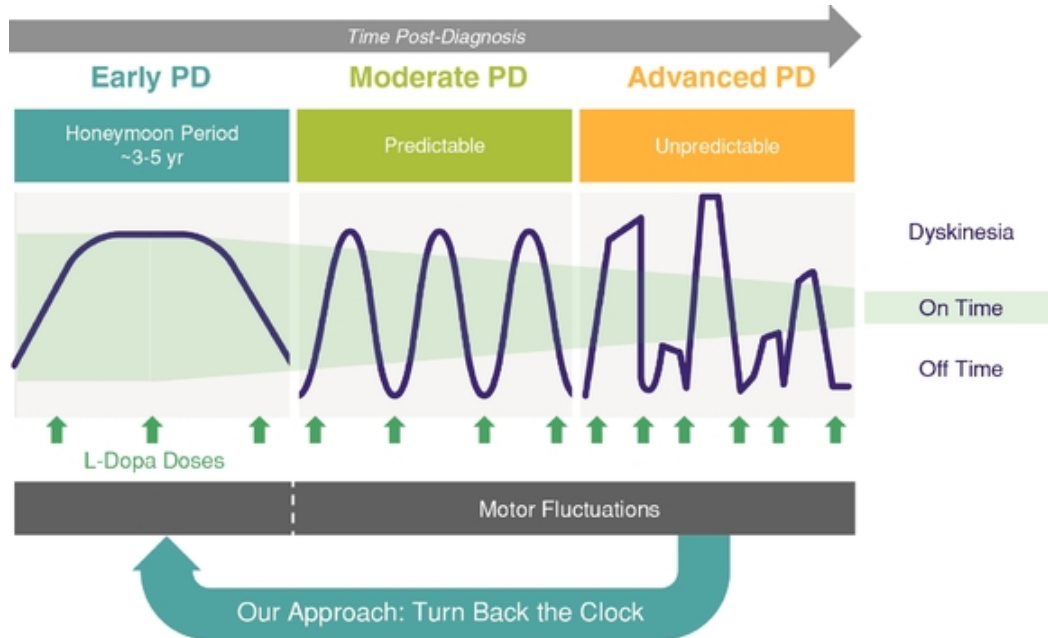 Time Post-Diagnosis
Early PD
Moderate PD
Advanced PD
Honeymoon Period
~3-5 yr
Predictable
Unpredictable
Dyskinesia
On Time
Off Time
L-Dopa Doses
Motor Fluctuations
Our Approach: Turn Back the Clock